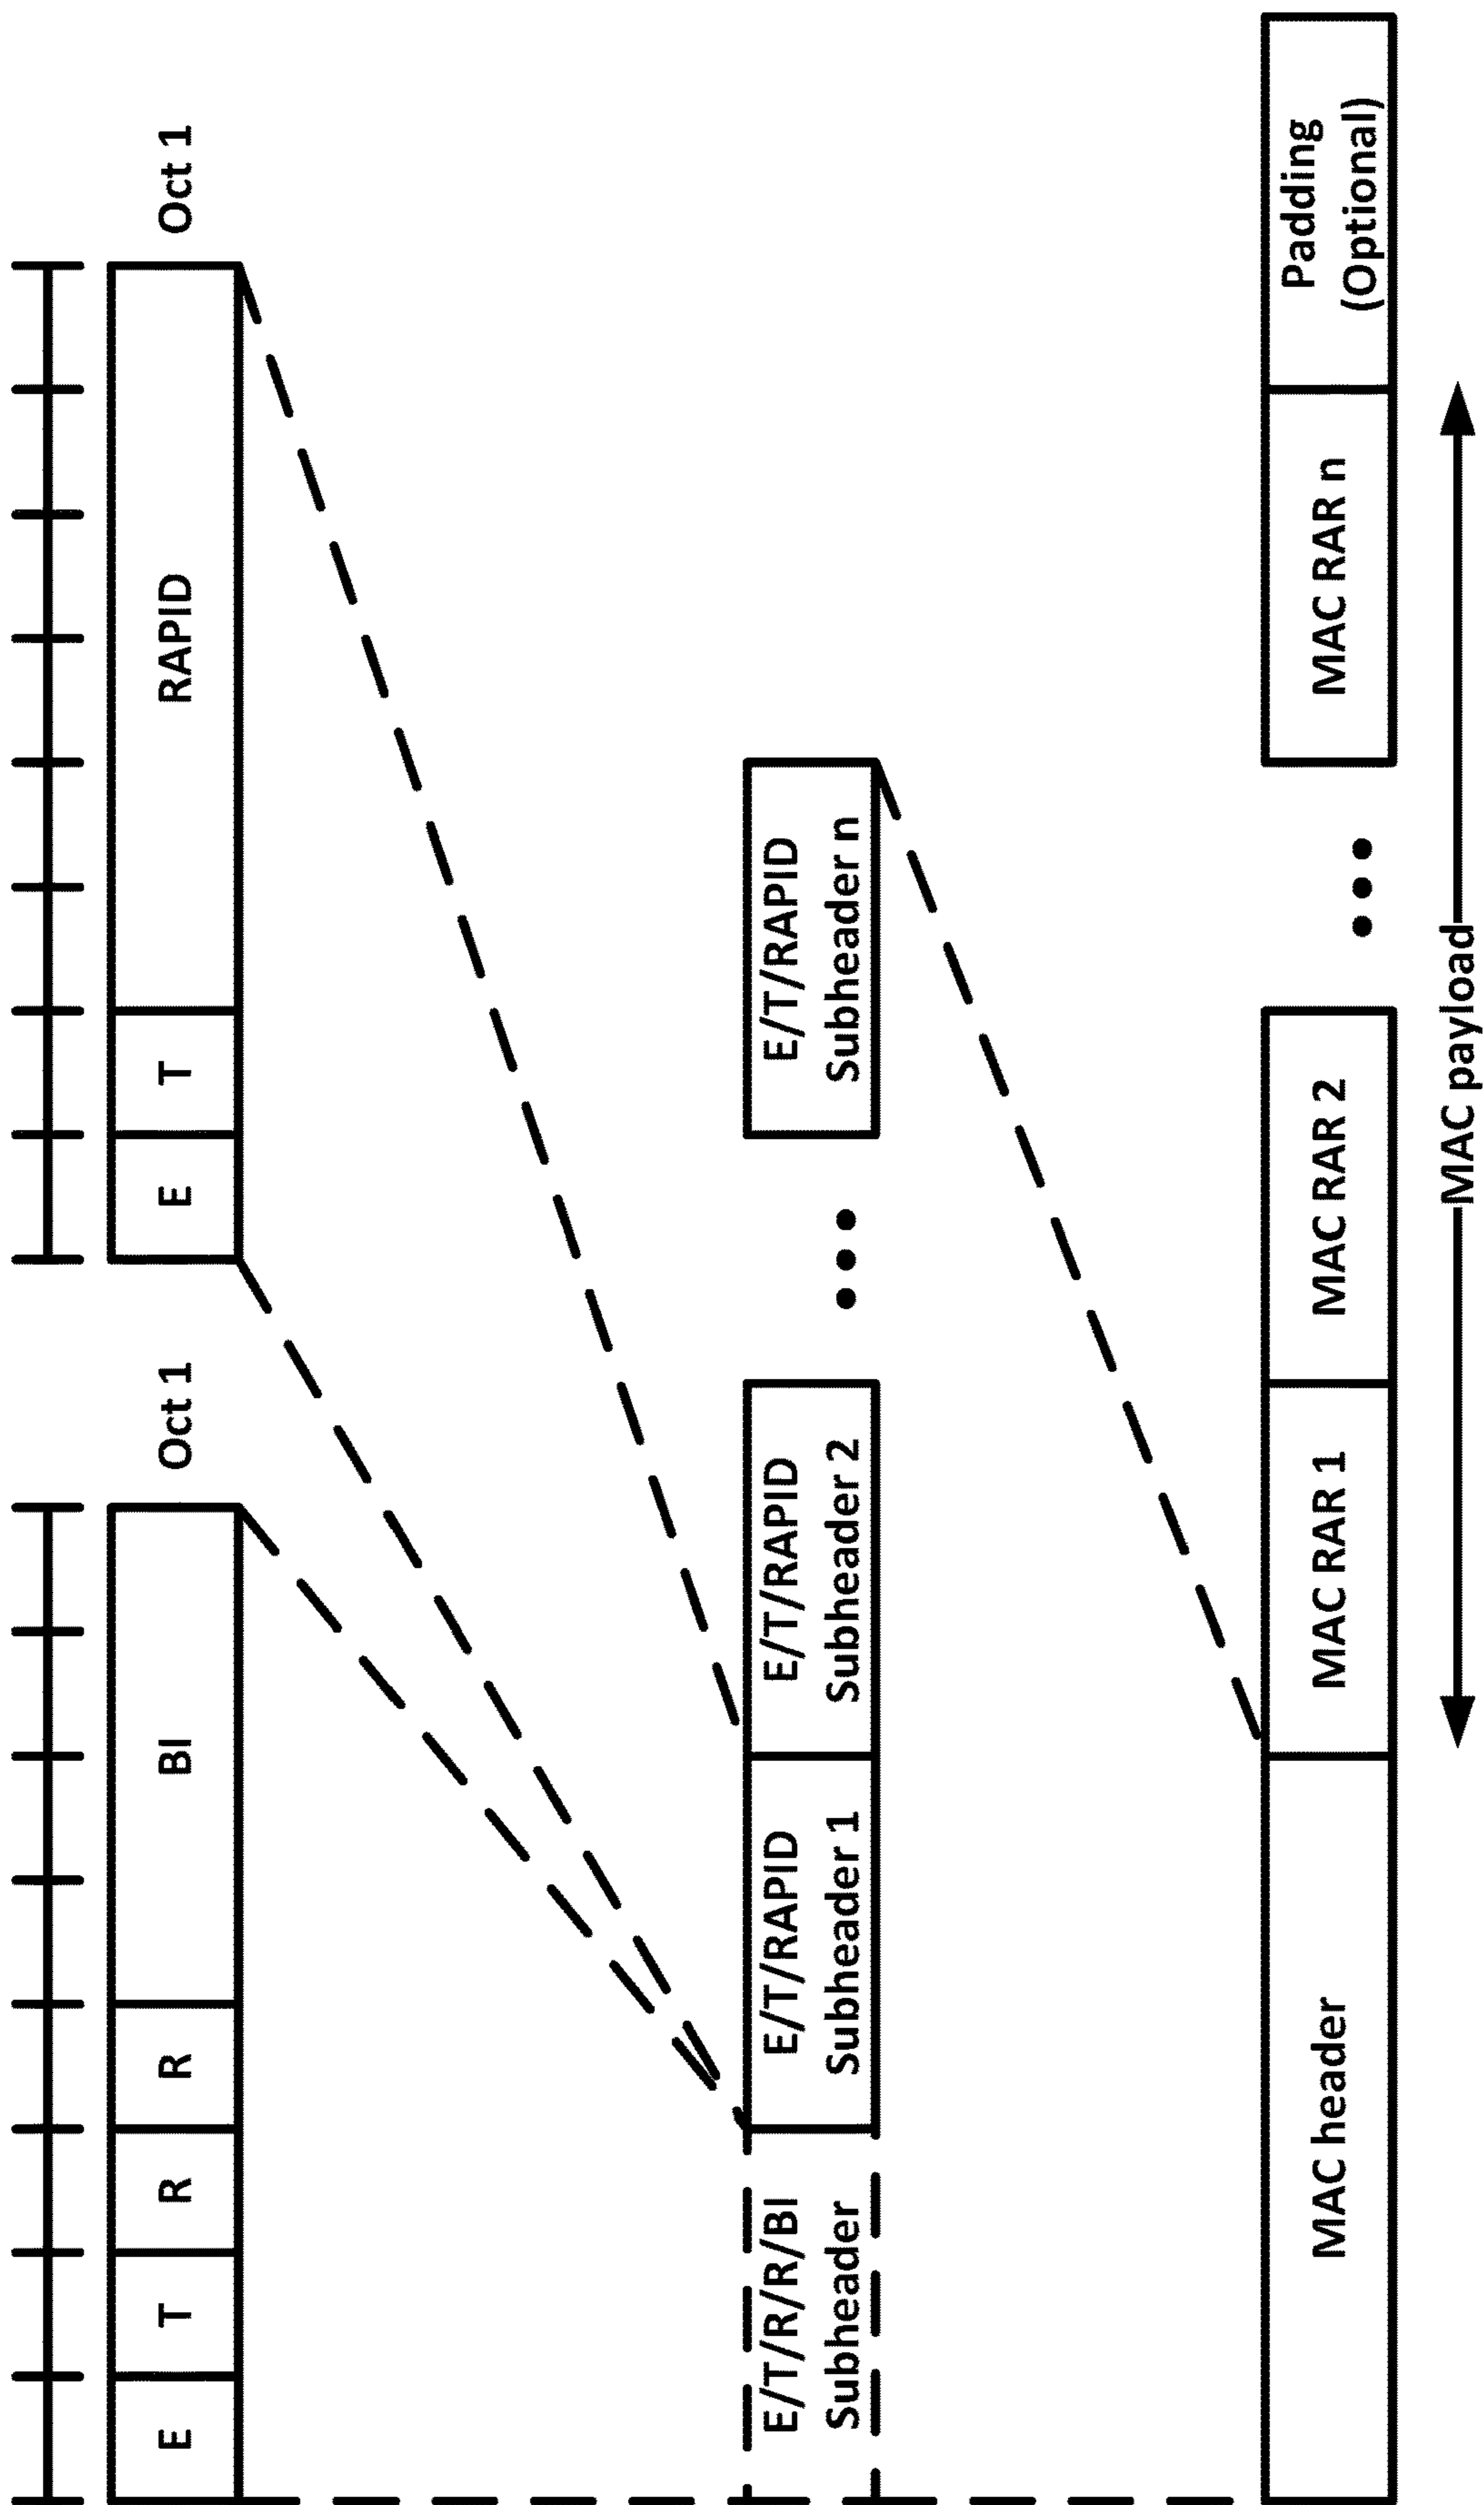 E
T
R
R
BI
Oct 1
E
T
RAPID
Oct 1
E/T/R/R/BI
Subheader
E/T/RAPID
Subheader 1
E/T/RAPID
Subheader 2
E/T/RAPID
Subheader n
MAC header
MAC RAR 1
MAC RAR 2
MAC RAR n
Padding
(Optional)
MAC payload